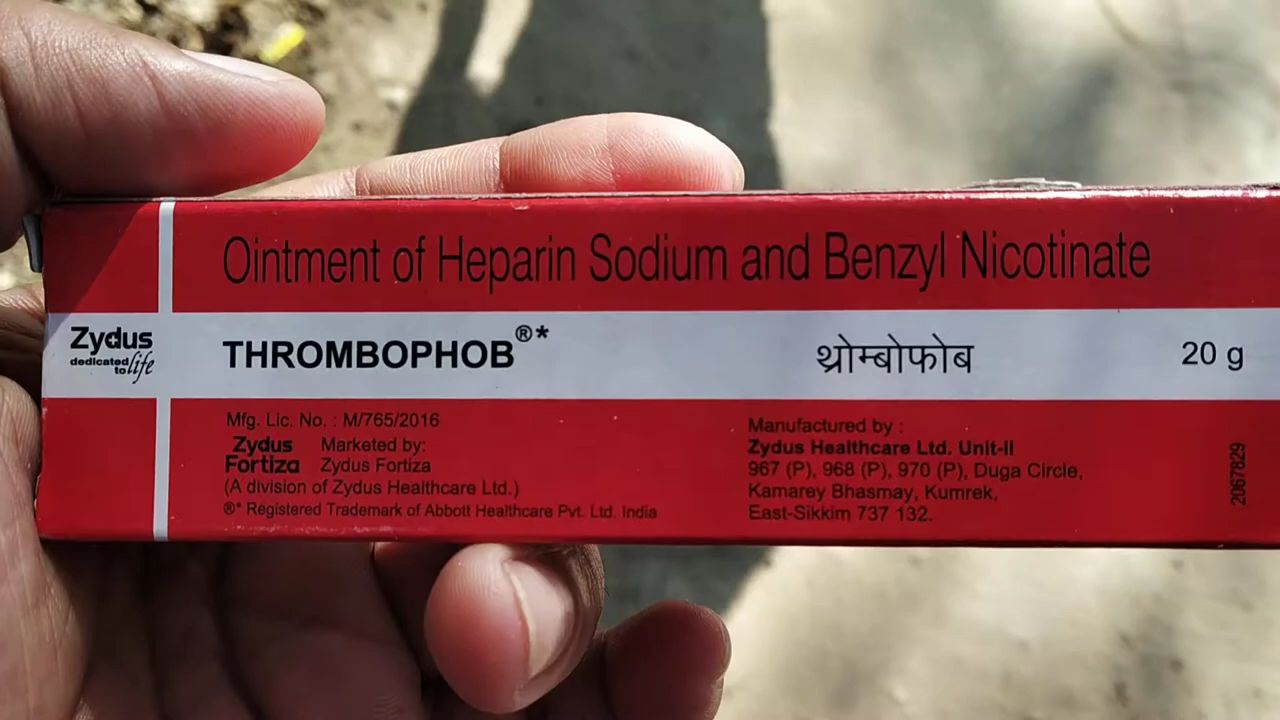 Ointment of Heparin Sodium and Benzyl Nicotinate
Zydus
dedicated to life
THROMBOPHOB®*
थ्रोम्बोफोब
20 g
Mfg. Lic. No. : M/765/2016
Zydus Fortiza
Marketed by:
Zydus Fortiza
(A division of Zydus Healthcare Ltd.)
®* Registered Trademark of Abbott Healthcare Pvt. Ltd. India
Manufactured by :
Zydus Healthcare Ltd. Unit-II
967 (P), 968 (P), 970 (P), Duga Circle,
Kamarey Bhasmay, Kumrek,
East-Sikkim 737 132.
2067829